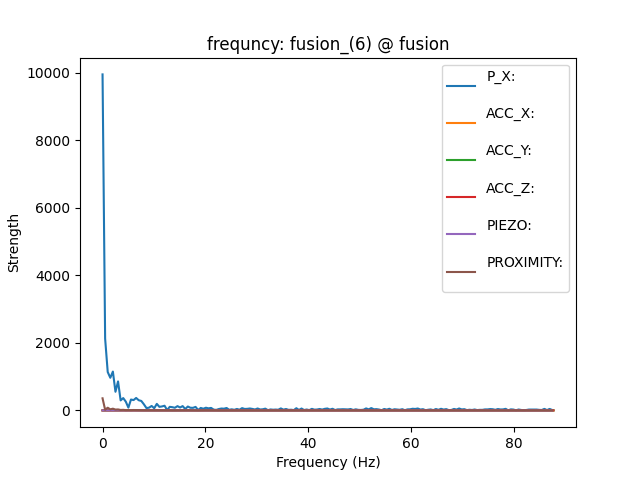 frequncy: fusion_(6) @ fusion
P_X:
ACC_X:
ACC_Y:
ACC_Z:
PIEZO:
PROXIMITY:
10000
8000
6000
4000
2000
0
Strength
0 20 40 60 80
Frequency (Hz)